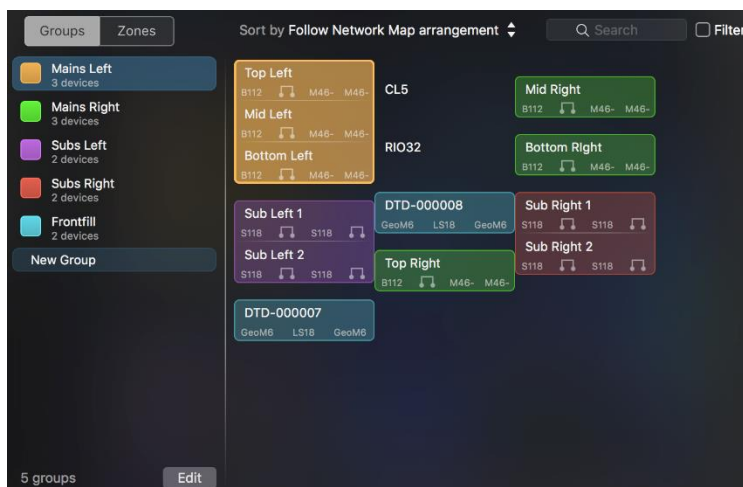 Groups Zones
Sort by Follow Network Map arrangement
Search
Filter
Mains Left
3 devices
Mains Right
3 devices
Subs Left
2 devices
Subs Right
2 devices
Frontfill
2 devices
New Group
5 groups
Edit
Top Left
B112 M46- M46-
Mid Left
B112 M46- M46-
Bottom Left
B112 M46- M46-
CL5
RIO32
Mid Right
B112 M46- M46-
Bottom RIght
B112 M46- M46-
Sub Left 1
S118 S118
Sub Left 2
S118 S118
DTD-000008
GeoM6 LS18 GeoM6
Sub Right 1
S118 S118
Sub Right 2
S118 S118
Top Right
B112 M46- M46-
DTD-000007
GeoM6 LS18 GeoM6